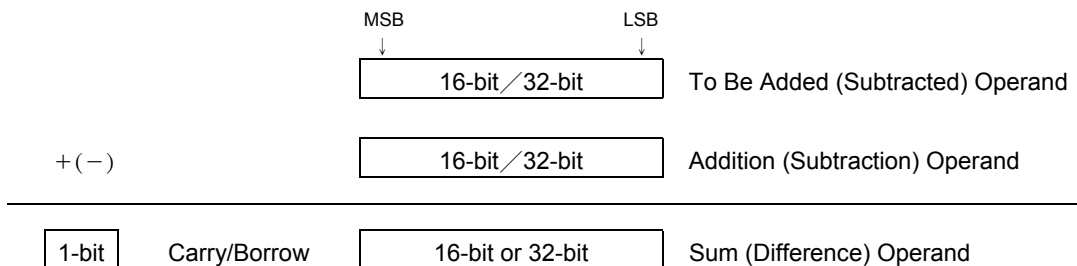 MSB LSB
↓ ↓
16-bit／32-bit To Be Added (Subtracted) Operand
+(−) 16-bit／32-bit Addition (Subtraction) Operand
1-bit Carry/Borrow 16-bit or 32-bit Sum (Difference) Operand